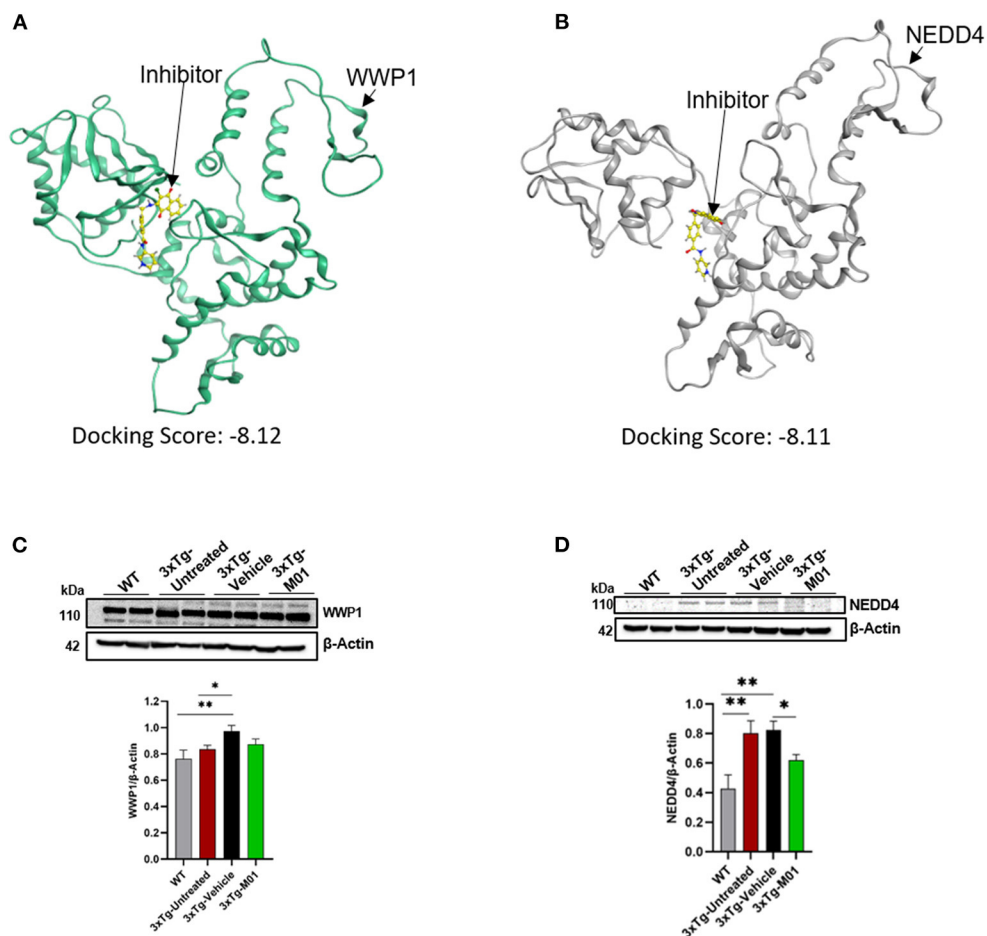 A
Inhibitor
WWP1
Docking Score: -8.12
B
NEDD4
Inhibitor
Docking Score: -8.11
C
kDa
WT
3xTg-
Untreated
3xTg-
Vehicle
3xTg-
M01
110
WWP1
42
β-Actin
*
**
1.2
1.0
0.8
0.6
0.4
0.2
0.0
WWP1/β-Actin
WT
3xTg-Untreated
3xTg-Vehicle
3xTg-M01
D
kDa
WT
3xTg-
Untreated
3xTg-
Vehicle
3xTg-
M01
110
NEDD4
42
β-Actin
**
**
*
1.0
0.8
0.6
0.4
0.2
0.0
NEDD4/β-Actin
WT
3xTg-Untreated
3xTg-Vehicle
3xTg-M01